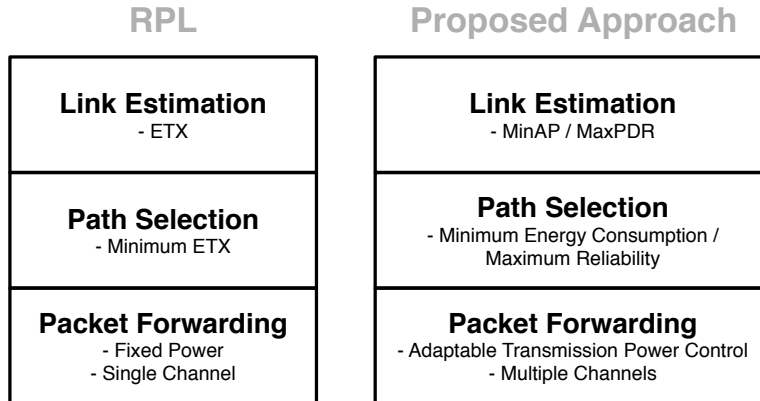 RPL
Proposed Approach
Link Estimation
- ETX
Path Selection
- Minimum ETX
Packet Forwarding
- Fixed Power
- Single Channel
Link Estimation
- MinAP / MaxPDR
Path Selection
- Minimum Energy Consumption /
Maximum Reliability
Packet Forwarding
- Adaptable Transmission Power Control
- Multiple Channels